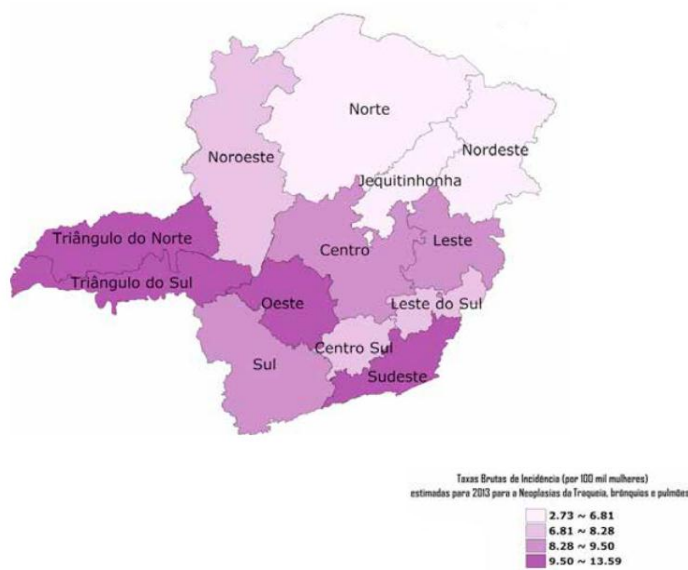 Norte
Nordeste
Noroeste
Jequitinhonha
Triângulo do Norte
Centro
Leste
Triângulo do Sul
Oeste
Leste do Sul
Centro Sul
Sul
Sudeste
Taxas Brutas de Incidência (por 100 mil mulheres)
estimadas para 2013 para a Neoplasias da Traqueia, brônquios e pulmões
2.73 ~ 6.81
6.81 ~ 8.28
8.28 ~ 9.50
9.50 ~ 13.59